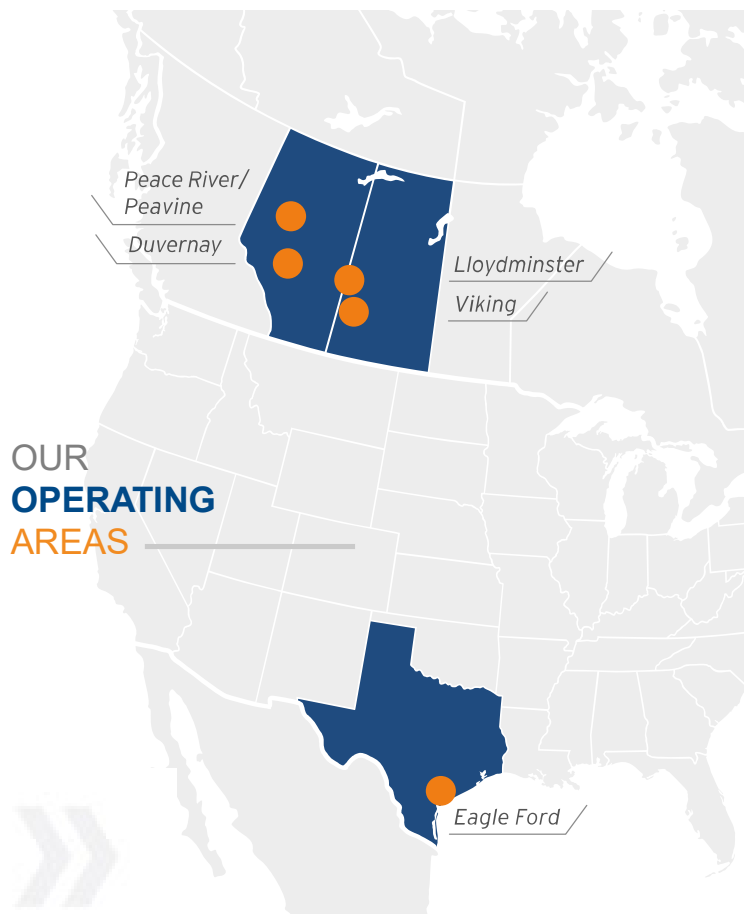 Peace River/
Peavine
Duvernay
Lloydminster
Viking
OUR
OPERATING
AREAS
Eagle Ford